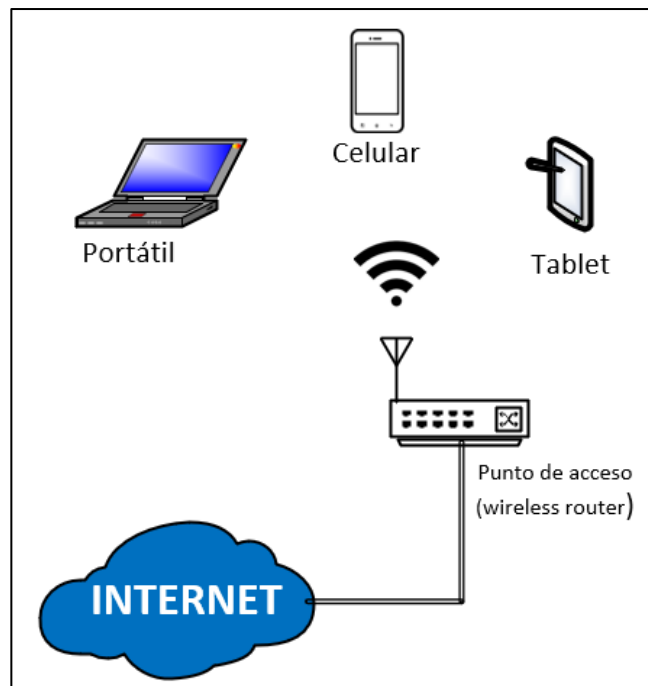 Celular
Portátil
Tablet
Punto de acceso
(wireless router)
INTERNET